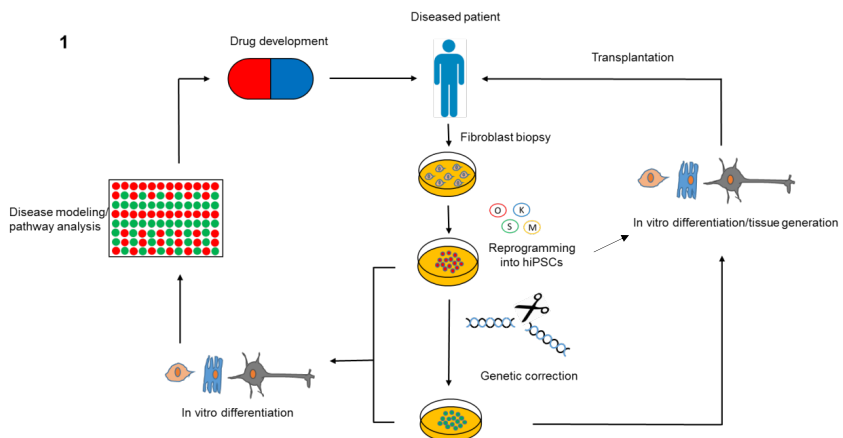 1
Diseased patient
Drug development
Transplantation
Fibroblast biopsy
O K
S M
Disease modeling/
pathway analysis
In vitro differentiation/tissue generation
Reprogramming
into hiPSCs
Genetic correction
In vitro differentiation